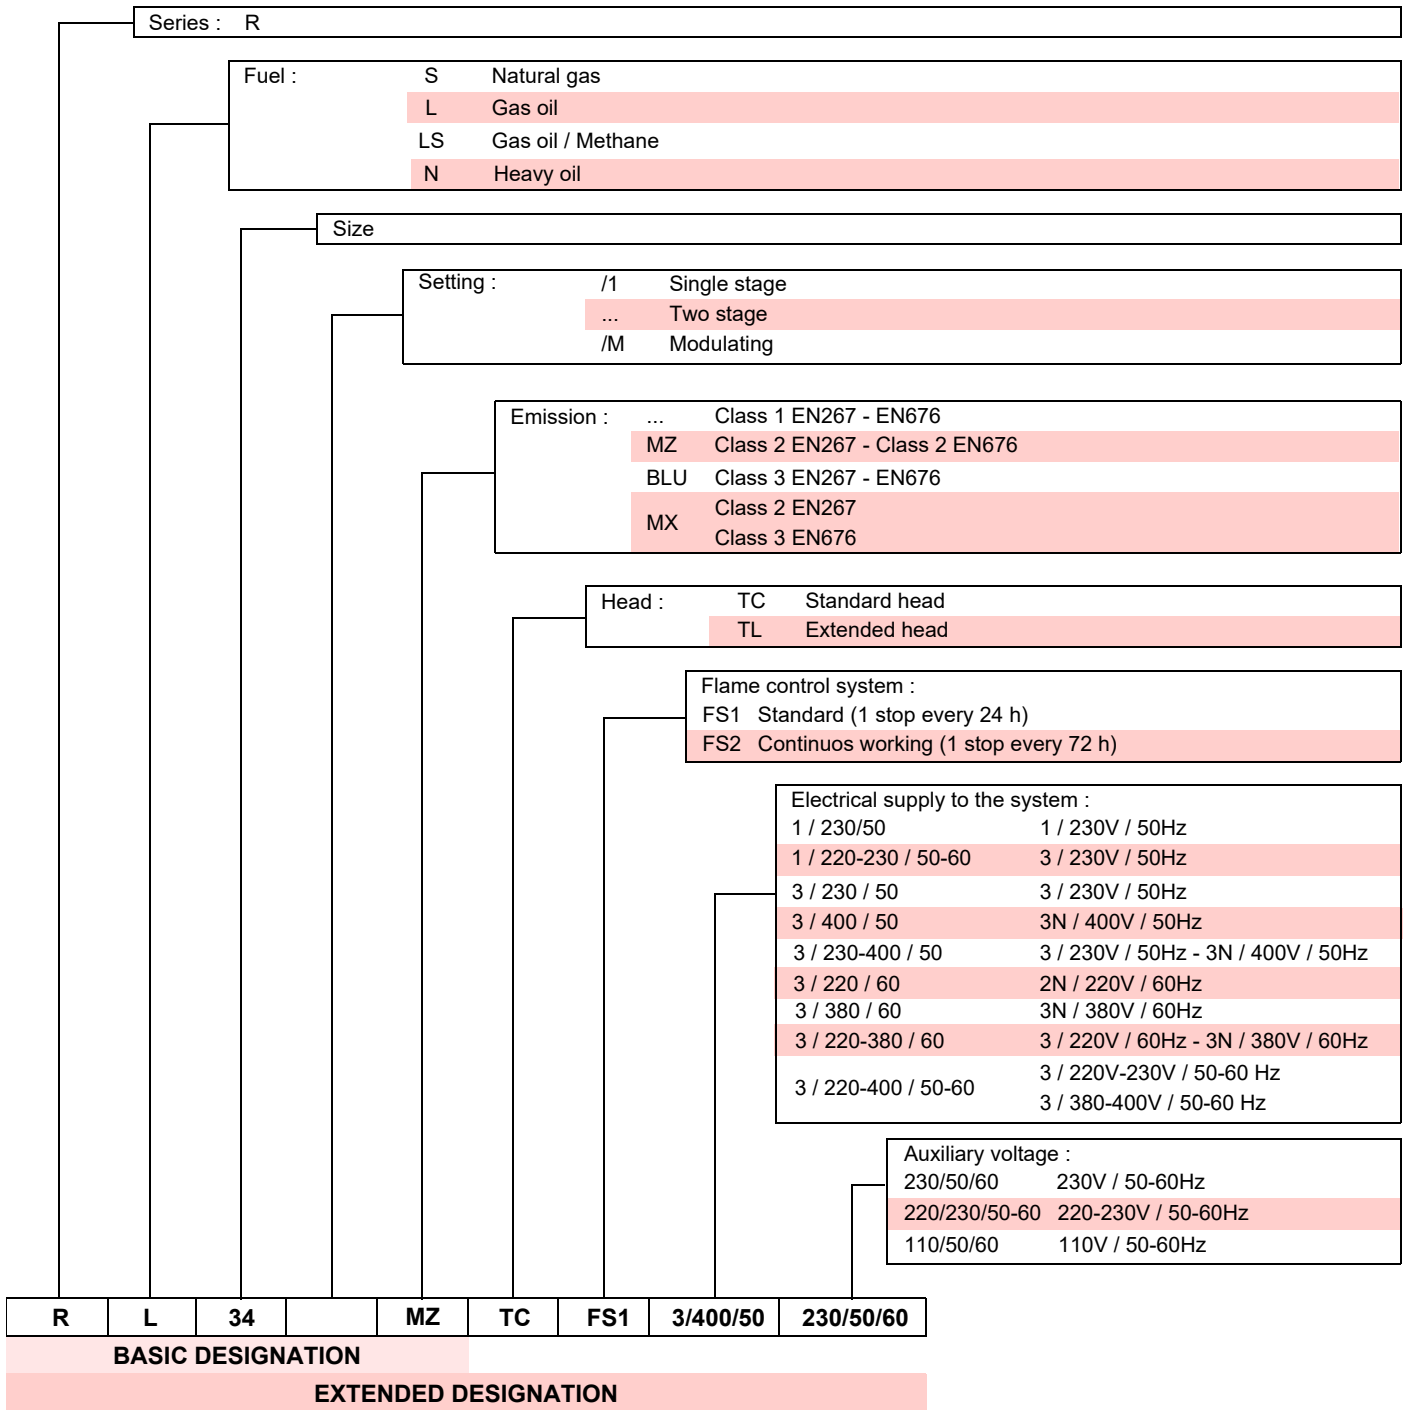 Series : R
Fuel : S Natural gas
L Gas oil
LS Gas oil / Methane
N Heavy oil
Size
Setting : /1 Single stage
... Two stage
/M Modulating
Emission : ... Class 1 EN267 - EN676
MZ Class 2 EN267 - Class 2 EN676
BLU Class 3 EN267 - EN676
MX Class 2 EN267
Class 3 EN676
Head : TC Standard head
TL Extended head
Flame control system :
FS1 Standard (1 stop every 24 h)
FS2 Continuos working (1 stop every 72 h)
Electrical supply to the system :
1 / 230/50 1 / 230V / 50Hz
1 / 220-230 / 50-60 3 / 230V / 50Hz
3 / 230 / 50 3 / 230V / 50Hz
3 / 400 / 50 3N / 400V / 50Hz
3 / 230-400 / 50 3 / 230V / 50Hz - 3N / 400V / 50Hz
3 / 220 / 60 2N / 220V / 60Hz
3 / 380 / 60 3N / 380V / 60Hz
3 / 220-380 / 60 3 / 220V / 60Hz - 3N / 380V / 60Hz
3 / 220-400 / 50-60 3 / 220V-230V / 50-60 Hz
3 / 380-400V / 50-60 Hz
Auxiliary voltage :
230/50/60 230V / 50-60Hz
220/230/50-60 220-230V / 50-60Hz
110/50/60 110V / 50-60Hz
R L 34 MZ TC FS1 3/400/50 230/50/60
BASIC DESIGNATION
EXTENDED DESIGNATION